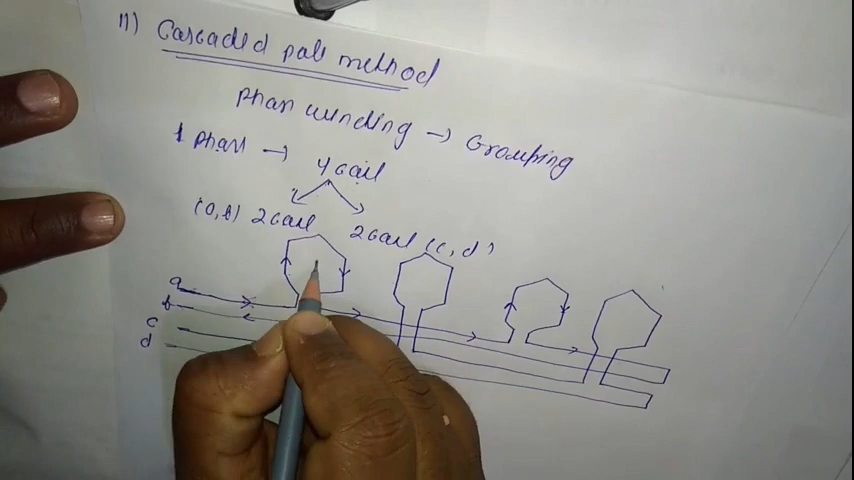 11) Cascaded pole method
Phase winding → Grouping
1 Phase → 4 coil
(a,b) 2 coil 2 coil (c, d)
a
b
c
d